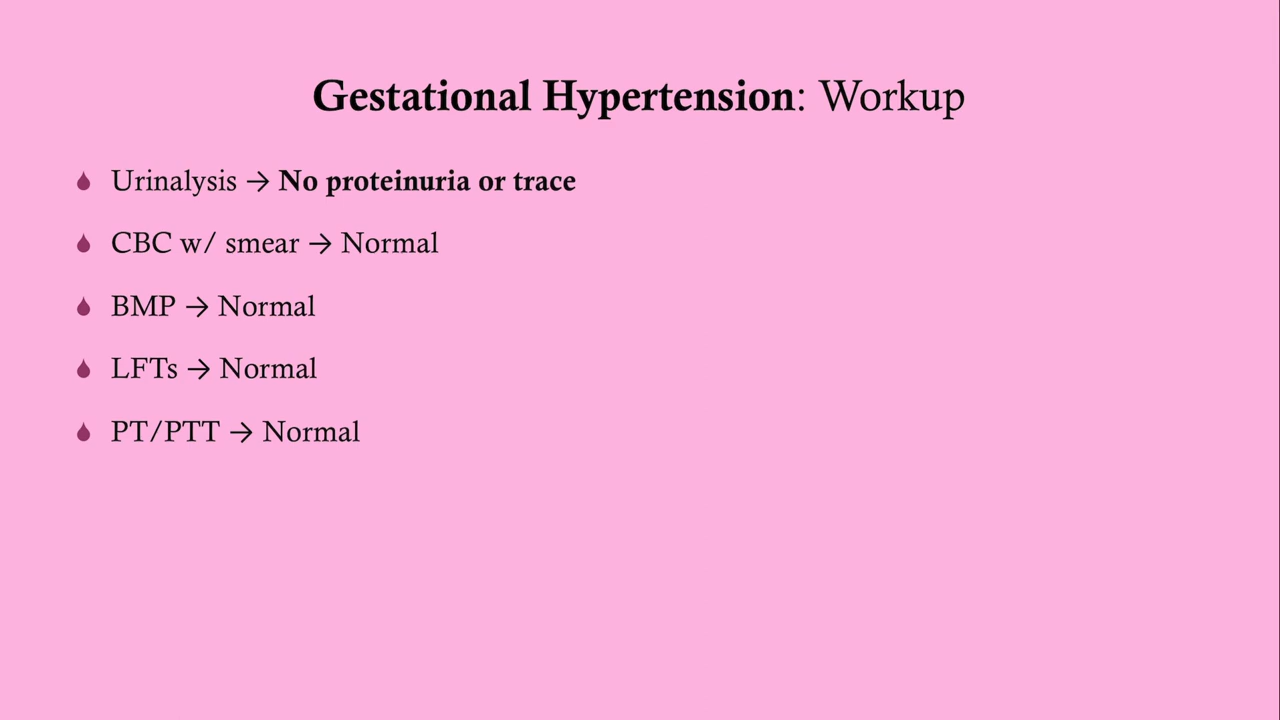 Gestational Hypertension: Workup
Urinalysis → No proteinuria or trace
CBC w/ smear → Normal
BMP → Normal
LFTs → Normal
PT/PTT → Normal